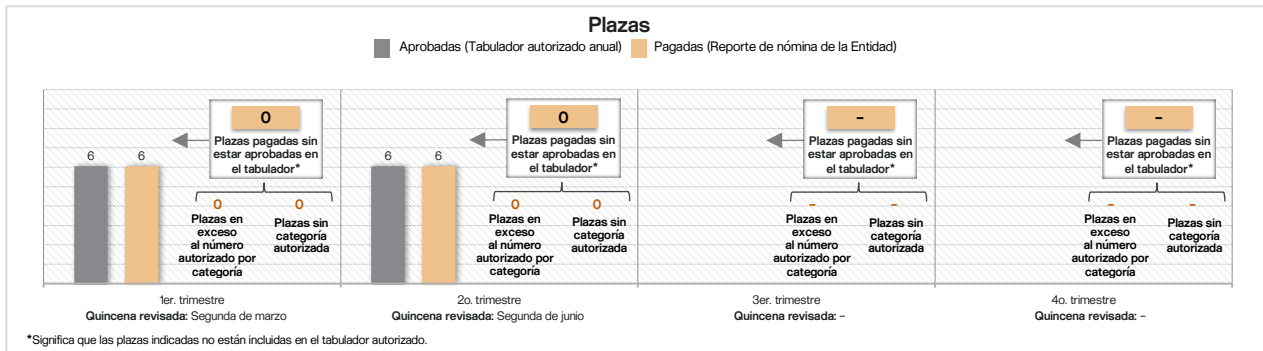 Plazas
Aprobadas (Tabulador autorizado anual) Pagadas (Reporte de nómina de la Entidad)
6 6
0
Plazas pagadas sin
estar aprobadas en
el tabulador*
0 0
Plazas en
exceso
al número
autorizado por
categoría
Plazas sin
categoría
autorizada
1er. trimestre
Quincena revisada: Segunda de marzo
6 6
0
Plazas pagadas sin
estar aprobadas en
el tabulador*
0 0
Plazas en
exceso
al número
autorizado por
categoría
Plazas sin
categoría
autorizada
2o. trimestre
Quincena revisada: Segunda de junio
-
Plazas pagadas sin
estar aprobadas en
el tabulador*
- -
Plazas en
exceso
al número
autorizado por
categoría
Plazas sin
categoría
autorizada
3er. trimestre
Quincena revisada: -
-
Plazas pagadas sin
estar aprobadas en
el tabulador*
- -
Plazas en
exceso
al número
autorizado por
categoría
Plazas sin
categoría
autorizada
4o. trimestre
Quincena revisada: -
*Significa que las plazas indicadas no están incluidas en el tabulador autorizado.